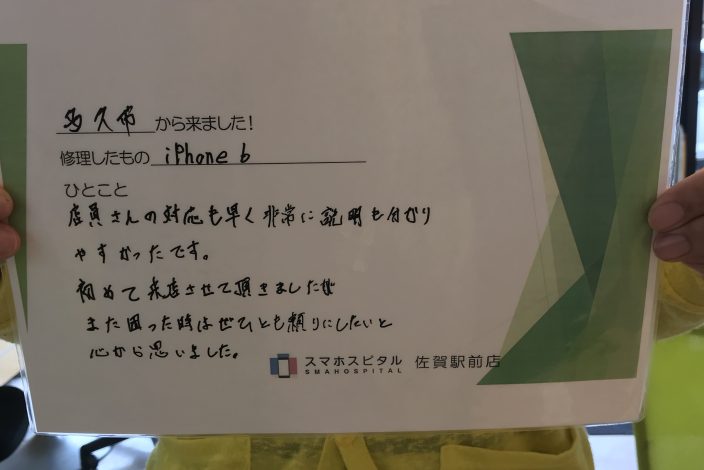 多久市から来ました!
修理したもの iPhone 6
ひとこと
店員さんの対応も早く非常に説明も分かり
やすかったです。
初めて来店させて頂きましたが
また困った時はぜひとも頼りにしたいと
心から思いました。
スマホスピタル 佐賀駅前店
SMAHOSPITAL